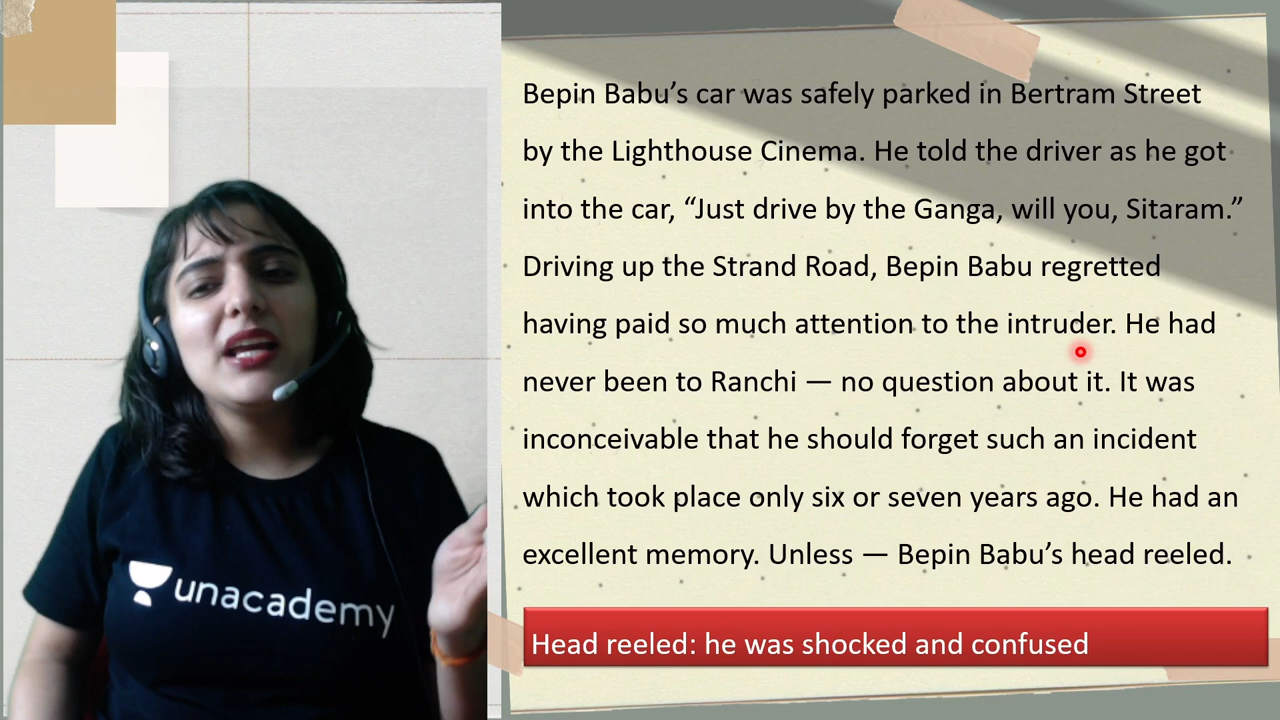 Bepin Babu’s car was safely parked in Bertram Street
by the Lighthouse Cinema. He told the driver as he got
into the car, “Just drive by the Ganga, will you, Sitaram.”
Driving up the Strand Road, Bepin Babu regretted
having paid so much attention to the intruder. He had
never been to Ranchi — no question about it. It was
inconceivable that he should forget such an incident
which took place only six or seven years ago. He had an
excellent memory. Unless — Bepin Babu’s head reeled.
Head reeled: he was shocked and confused
unacademy